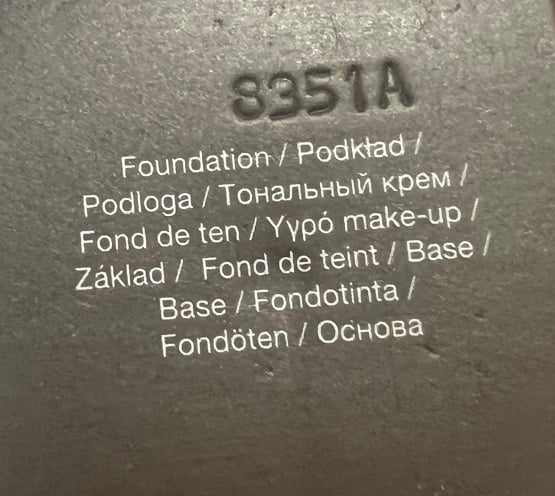 8351A
Foundation / Podkład /
Podloga / Тональный крем /
Fond de ten / Υγρό make-up /
Základ / Fond de teint / Base /
Base / Fondotinta /
Fondöten / Основа